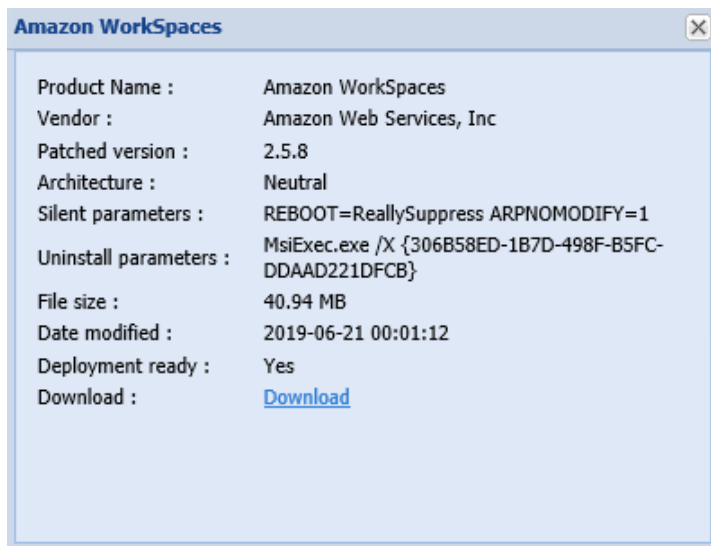 Amazon WorkSpaces
Product Name : Amazon WorkSpaces
Vendor : Amazon Web Services, Inc
Patched version : 2.5.8
Architecture : Neutral
Silent parameters : REBOOT=ReallySuppress ARPNOMODIFY=1
Uninstall parameters : MsiExec.exe /X {306B58ED-1B7D-498F-B5FC-
DDAAD221DFCB}
File size : 40.94 MB
Date modified : 2019-06-21 00:01:12
Deployment ready : Yes
Download : Download